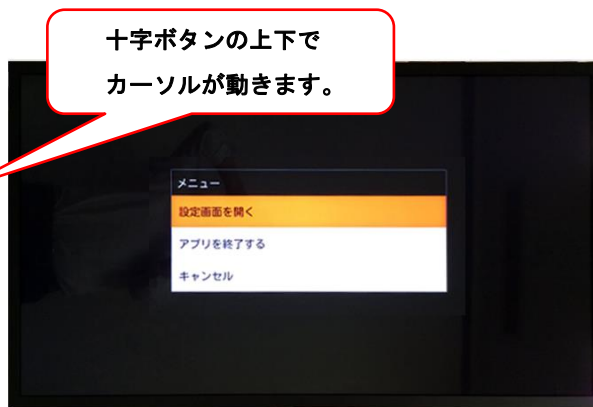 十字ボタンの上下で
カーソルが動きます。
メニュー
設定画面を開く
アプリを終了する
キャンセル